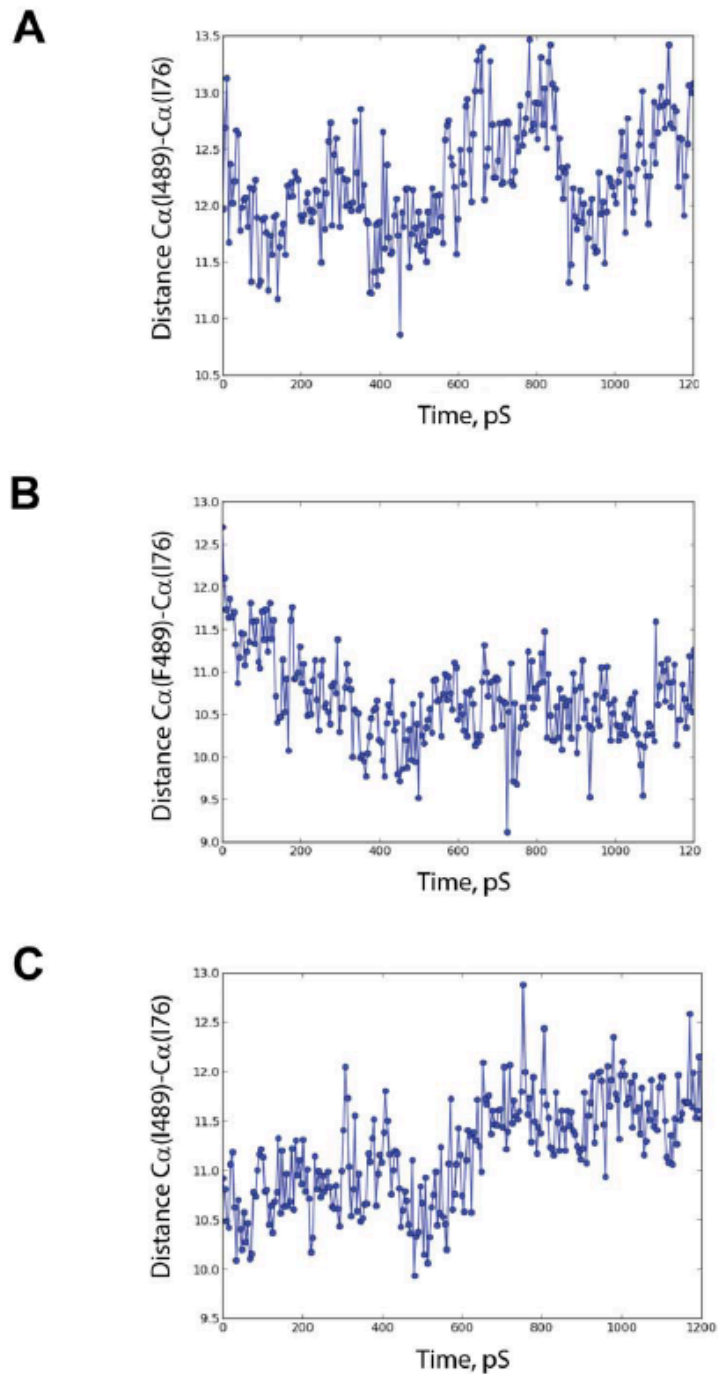 A
Distance Cα(I489)-Cα(I76)
13.5
13.0
12.5
12.0
11.5
11.0
10.5
0 200 400 600 800 1000 120
Time, pS
B
Distance Cα(F489)-Cα(I76)
13.0
12.5
12.0
11.5
11.0
10.5
10.0
9.5
9.0
0 200 400 600 800 1000 120
Time, pS
C
Distance Cα(I489)-Cα(I76)
13.0
12.5
12.0
11.5
11.0
10.5
10.0
9.5
0 200 400 600 800 1000 1200
Time, pS